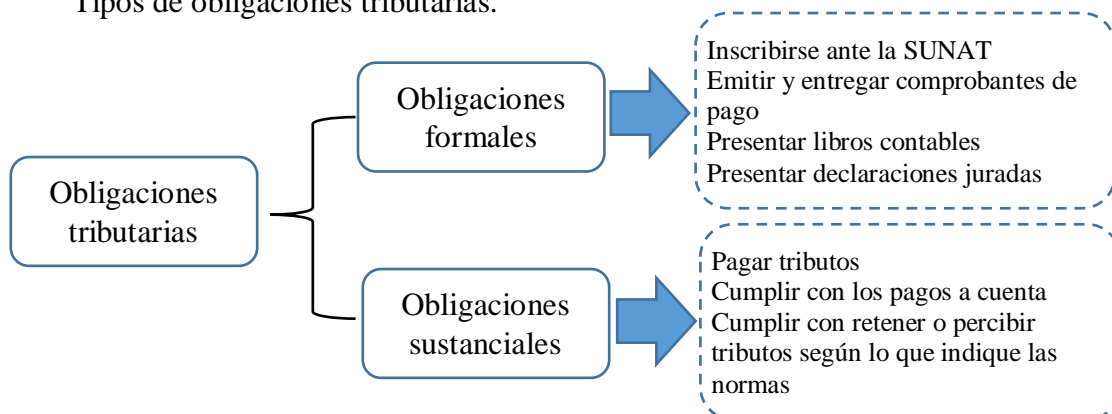 Tipos de obligaciones tributarias.
Obligaciones
tributarias
Obligaciones
formales
Inscribirse ante la SUNAT
Emitir y entregar comprobantes de
pago
Presentar libros contables
Presentar declaraciones juradas
Obligaciones
sustanciales
Pagar tributos
Cumplir con los pagos a cuenta
Cumplir con retener o percibir
tributos según lo que indique las
normas